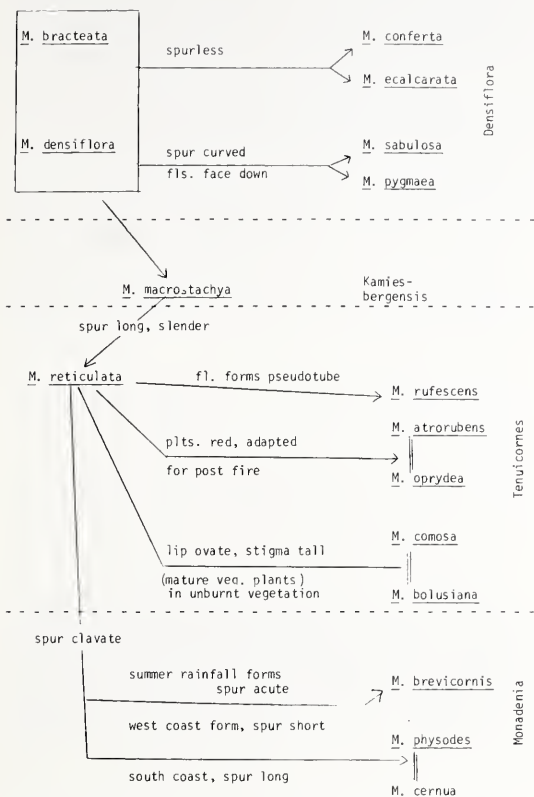 M. bracteata
spurless
M. conferta
M. ecalcarata
Densiflora
M. densiflora
spur curved
fls. face down
M. sabulosa
M. pygmaea
M. macrostachya
Kamies-
bergensis
spur long, slender
M. reticulata
fl. forms pseudotube
M. rufescens
plts. red, adapted
for post fire
M. atrorubens
M. oprydea
Tenuicornes
lip ovate, stigma tall
(mature veg. plants)
in unburnt vegetation
M. comosa
M. bolusiana
spur clavate
summer rainfall forms
spur acute
M. brevicornis
west coast form, spur short
M. physodes
Monadenia
south coast, spur long
M. cernua